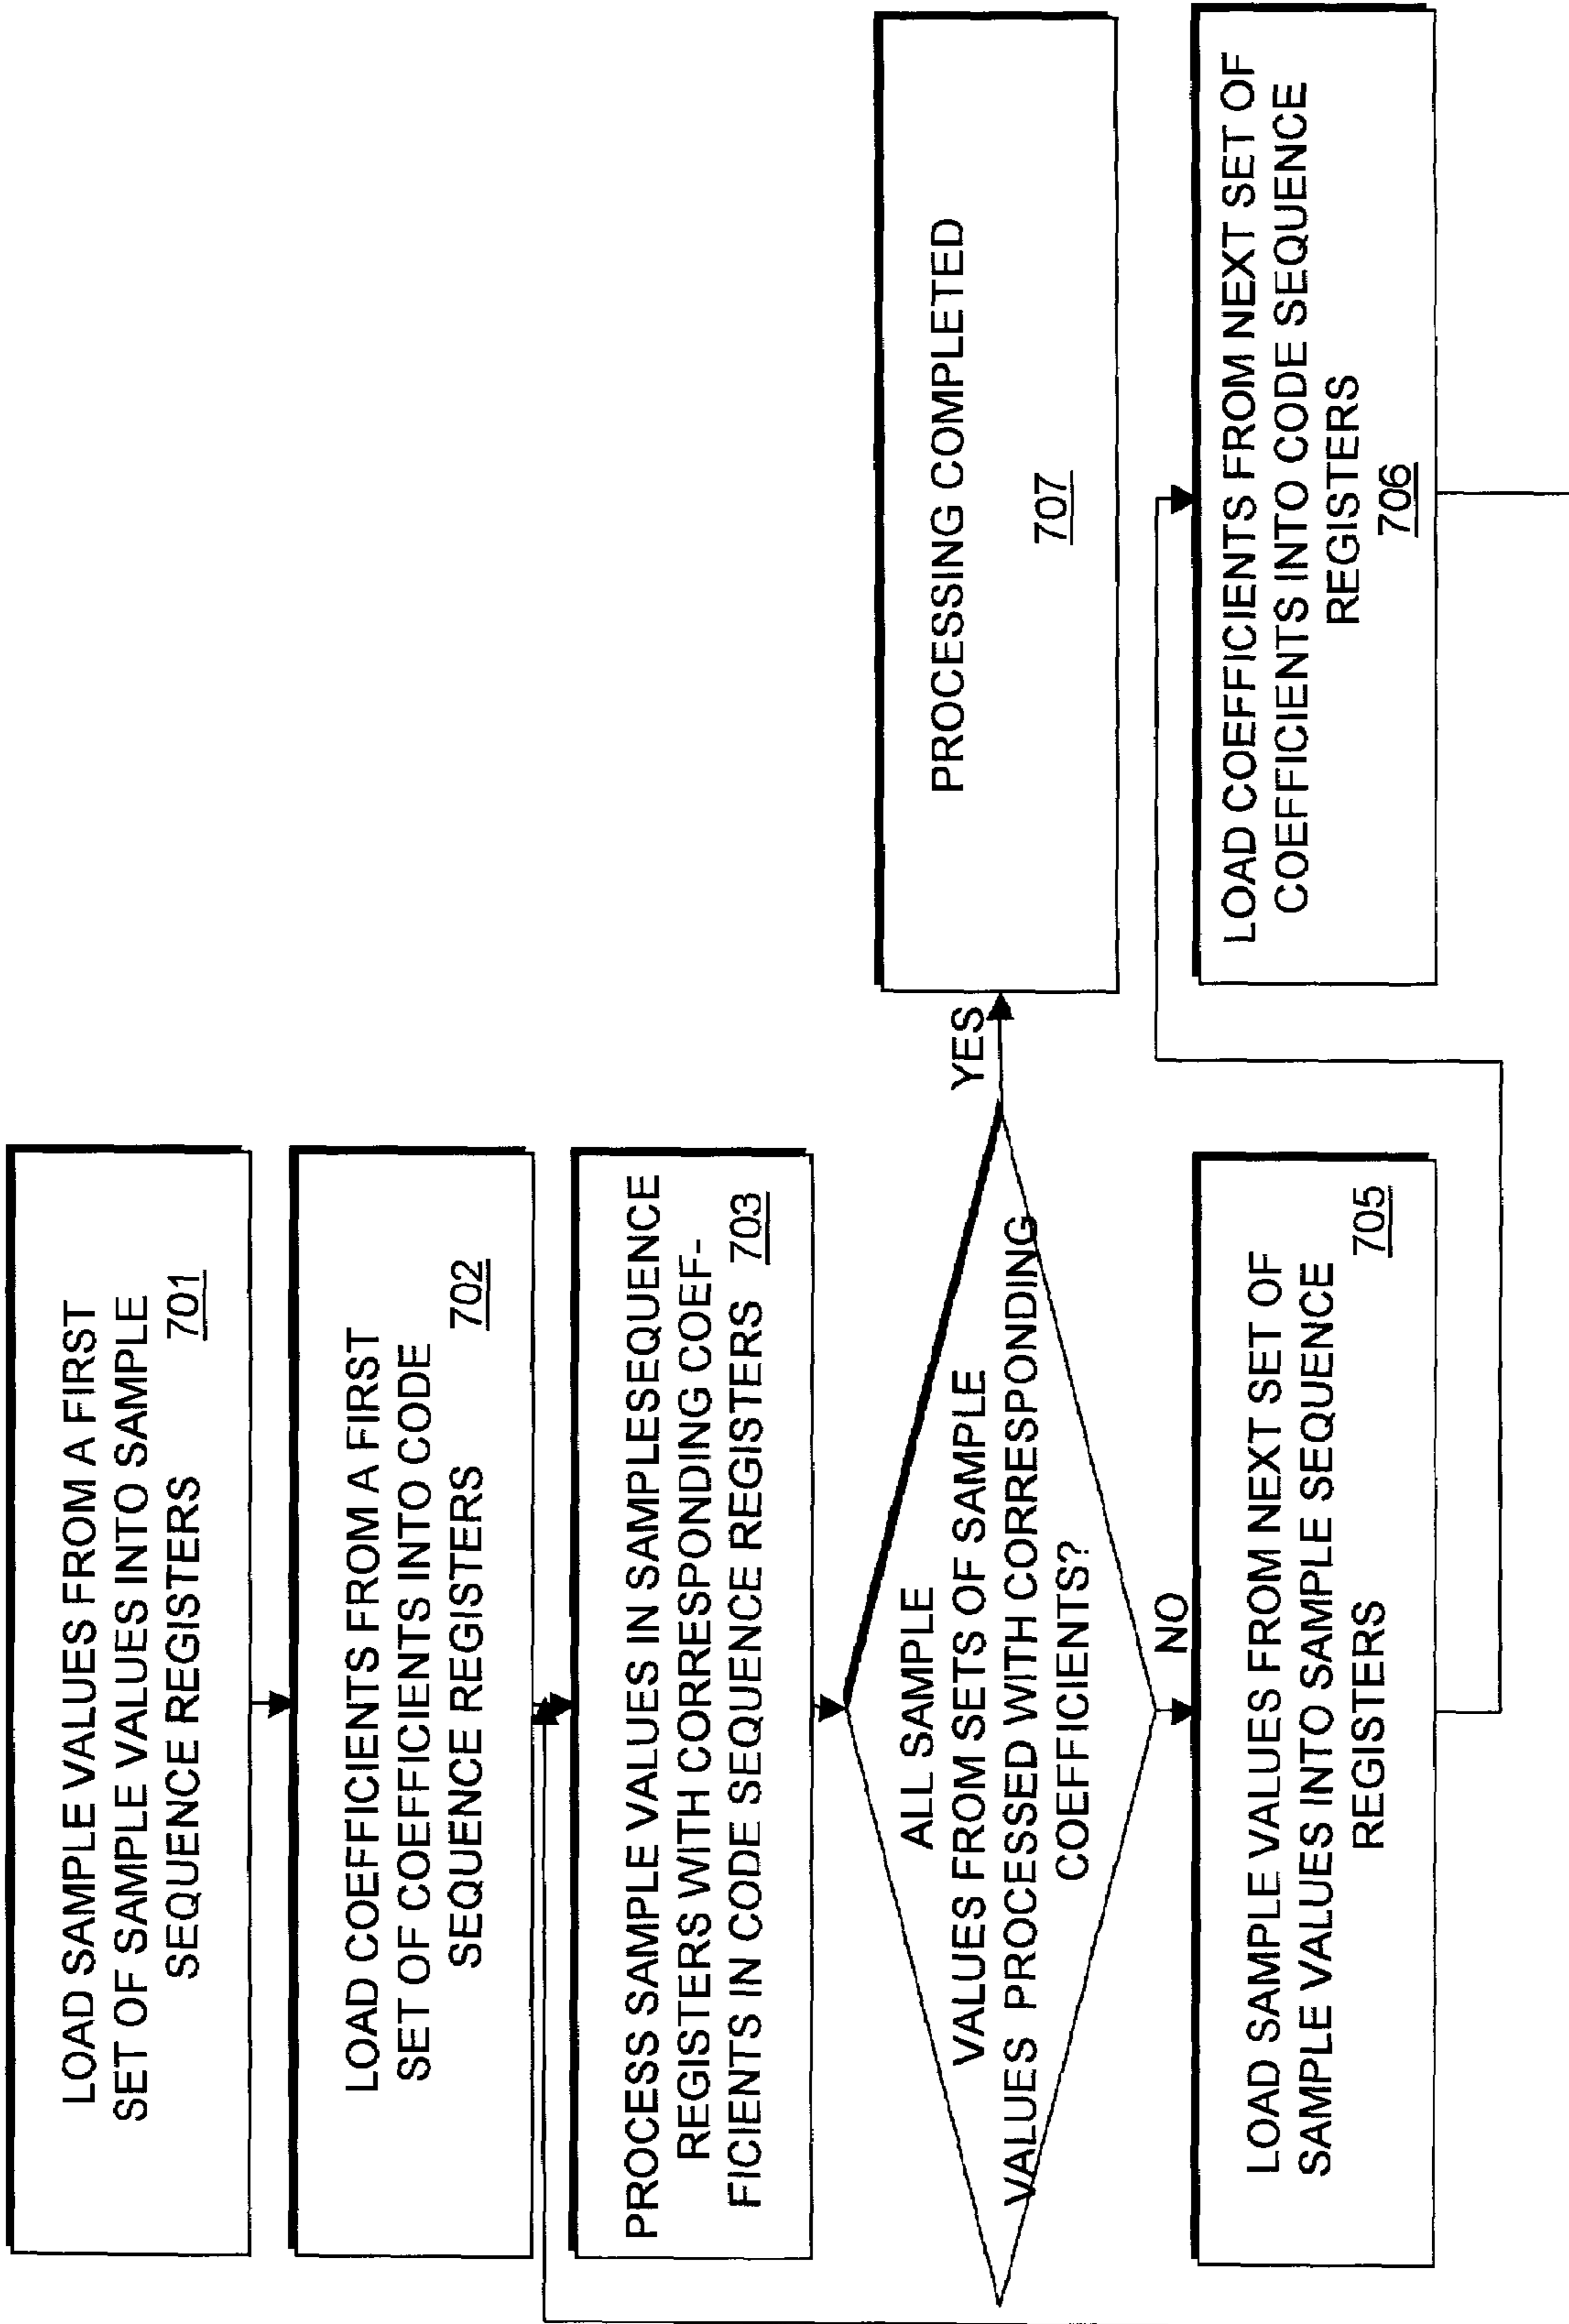 LOAD SAMPLE VALUES FROM A FIRST
SET OF SAMPLE VALUES INTO SAMPLE
SEQUENCE REGISTERS 701
LOAD COEFFICIENTS FROM A FIRST
SET OF COEFFICIENTS INTO CODE
SEQUENCE REGISTERS 702
PROCESS SAMPLE VALUES IN SAMPLESEQUENCE
REGISTERS WITH CORRESPONDING COEF-
FICIENTS IN CODE SEQUENCE REGISTERS 703
ALL SAMPLE
VALUES FROM SETS OF SAMPLE
VALUES PROCESSED WITH CORRESPONDING
COEFFICIENTS?
YES
PROCESSING COMPLETED
707
NO
LOAD SAMPLE VALUES FROM NEXT SET OF
SAMPLE VALUES INTO SAMPLE SEQUENCE
REGISTERS 705
LOAD COEFFICIENTS FROM NEXT SET OF
COEFFICIENTS INTO CODE SEQUENCE
REGISTERS
706